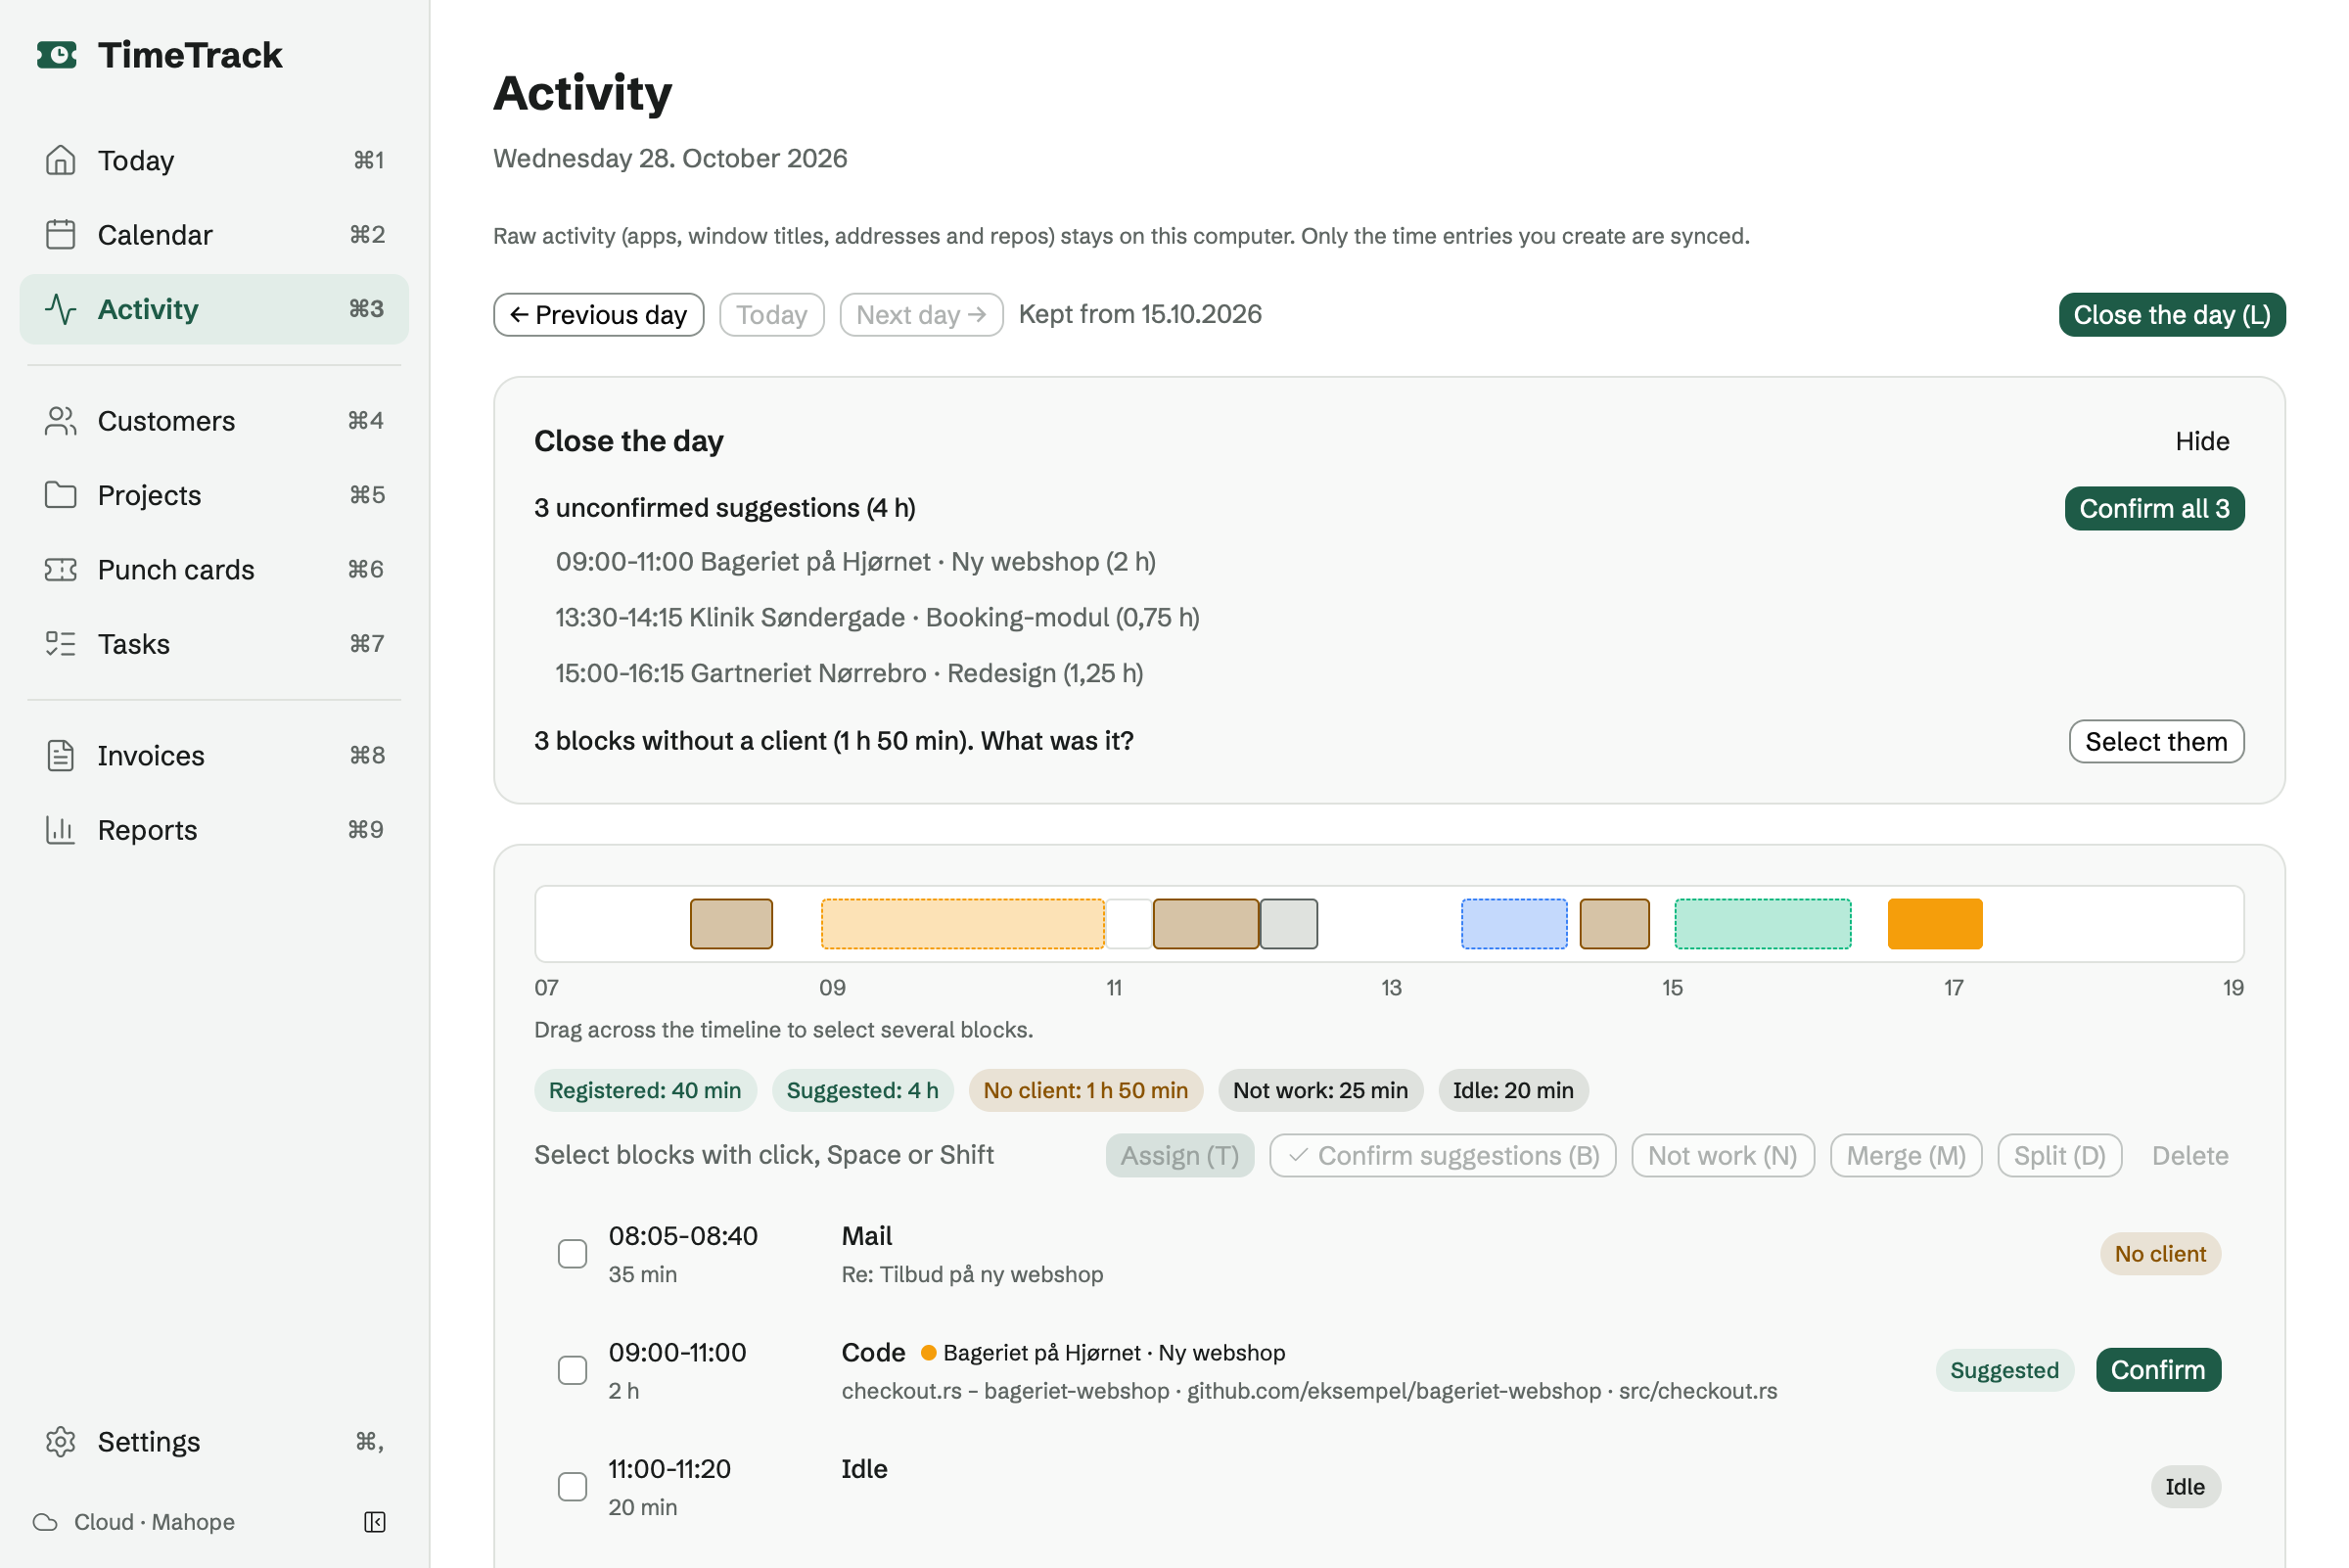 TimeTrack
Today ⌘1
Calendar ⌘2
Activity ⌘3
Customers ⌘4
Projects ⌘5
Punch cards ⌘6
Tasks ⌘7
Invoices ⌘8
Reports ⌘9
Settings ⌘,
Cloud · Mahope
Activity
Wednesday 28. October 2026
Raw activity (apps, window titles, addresses and repos) stays on this computer. Only the time entries you create are synced.
← Previous day Today Next day → Kept from 15.10.2026 Close the day (L)
Close the day Hide
3 unconfirmed suggestions (4 h) Confirm all 3
09:00-11:00 Bageriet på Hjørnet · Ny webshop (2 h)
13:30-14:15 Klinik Søndergade · Booking-modul (0,75 h)
15:00-16:15 Gartneriet Nørrebro · Redesign (1,25 h)
3 blocks without a client (1 h 50 min). What was it? Select them
07 09 11 13 15 17 19
Drag across the timeline to select several blocks.
Registered: 40 min Suggested: 4 h No client: 1 h 50 min Not work: 25 min Idle: 20 min
Select blocks with click, Space or Shift Assign (T) ✓ Confirm suggestions (B) Not work (N) Merge (M) Split (D) Delete
08:05-08:40 Mail No client
35 min Re: Tilbud på ny webshop
09:00-11:00 Code Bageriet på Hjørnet · Ny webshop Suggested Confirm
2 h checkout.rs – bageriet-webshop · github.com/eksempel/bageriet-webshop · src/checkout.rs
11:00-11:20 Idle Idle
20 min